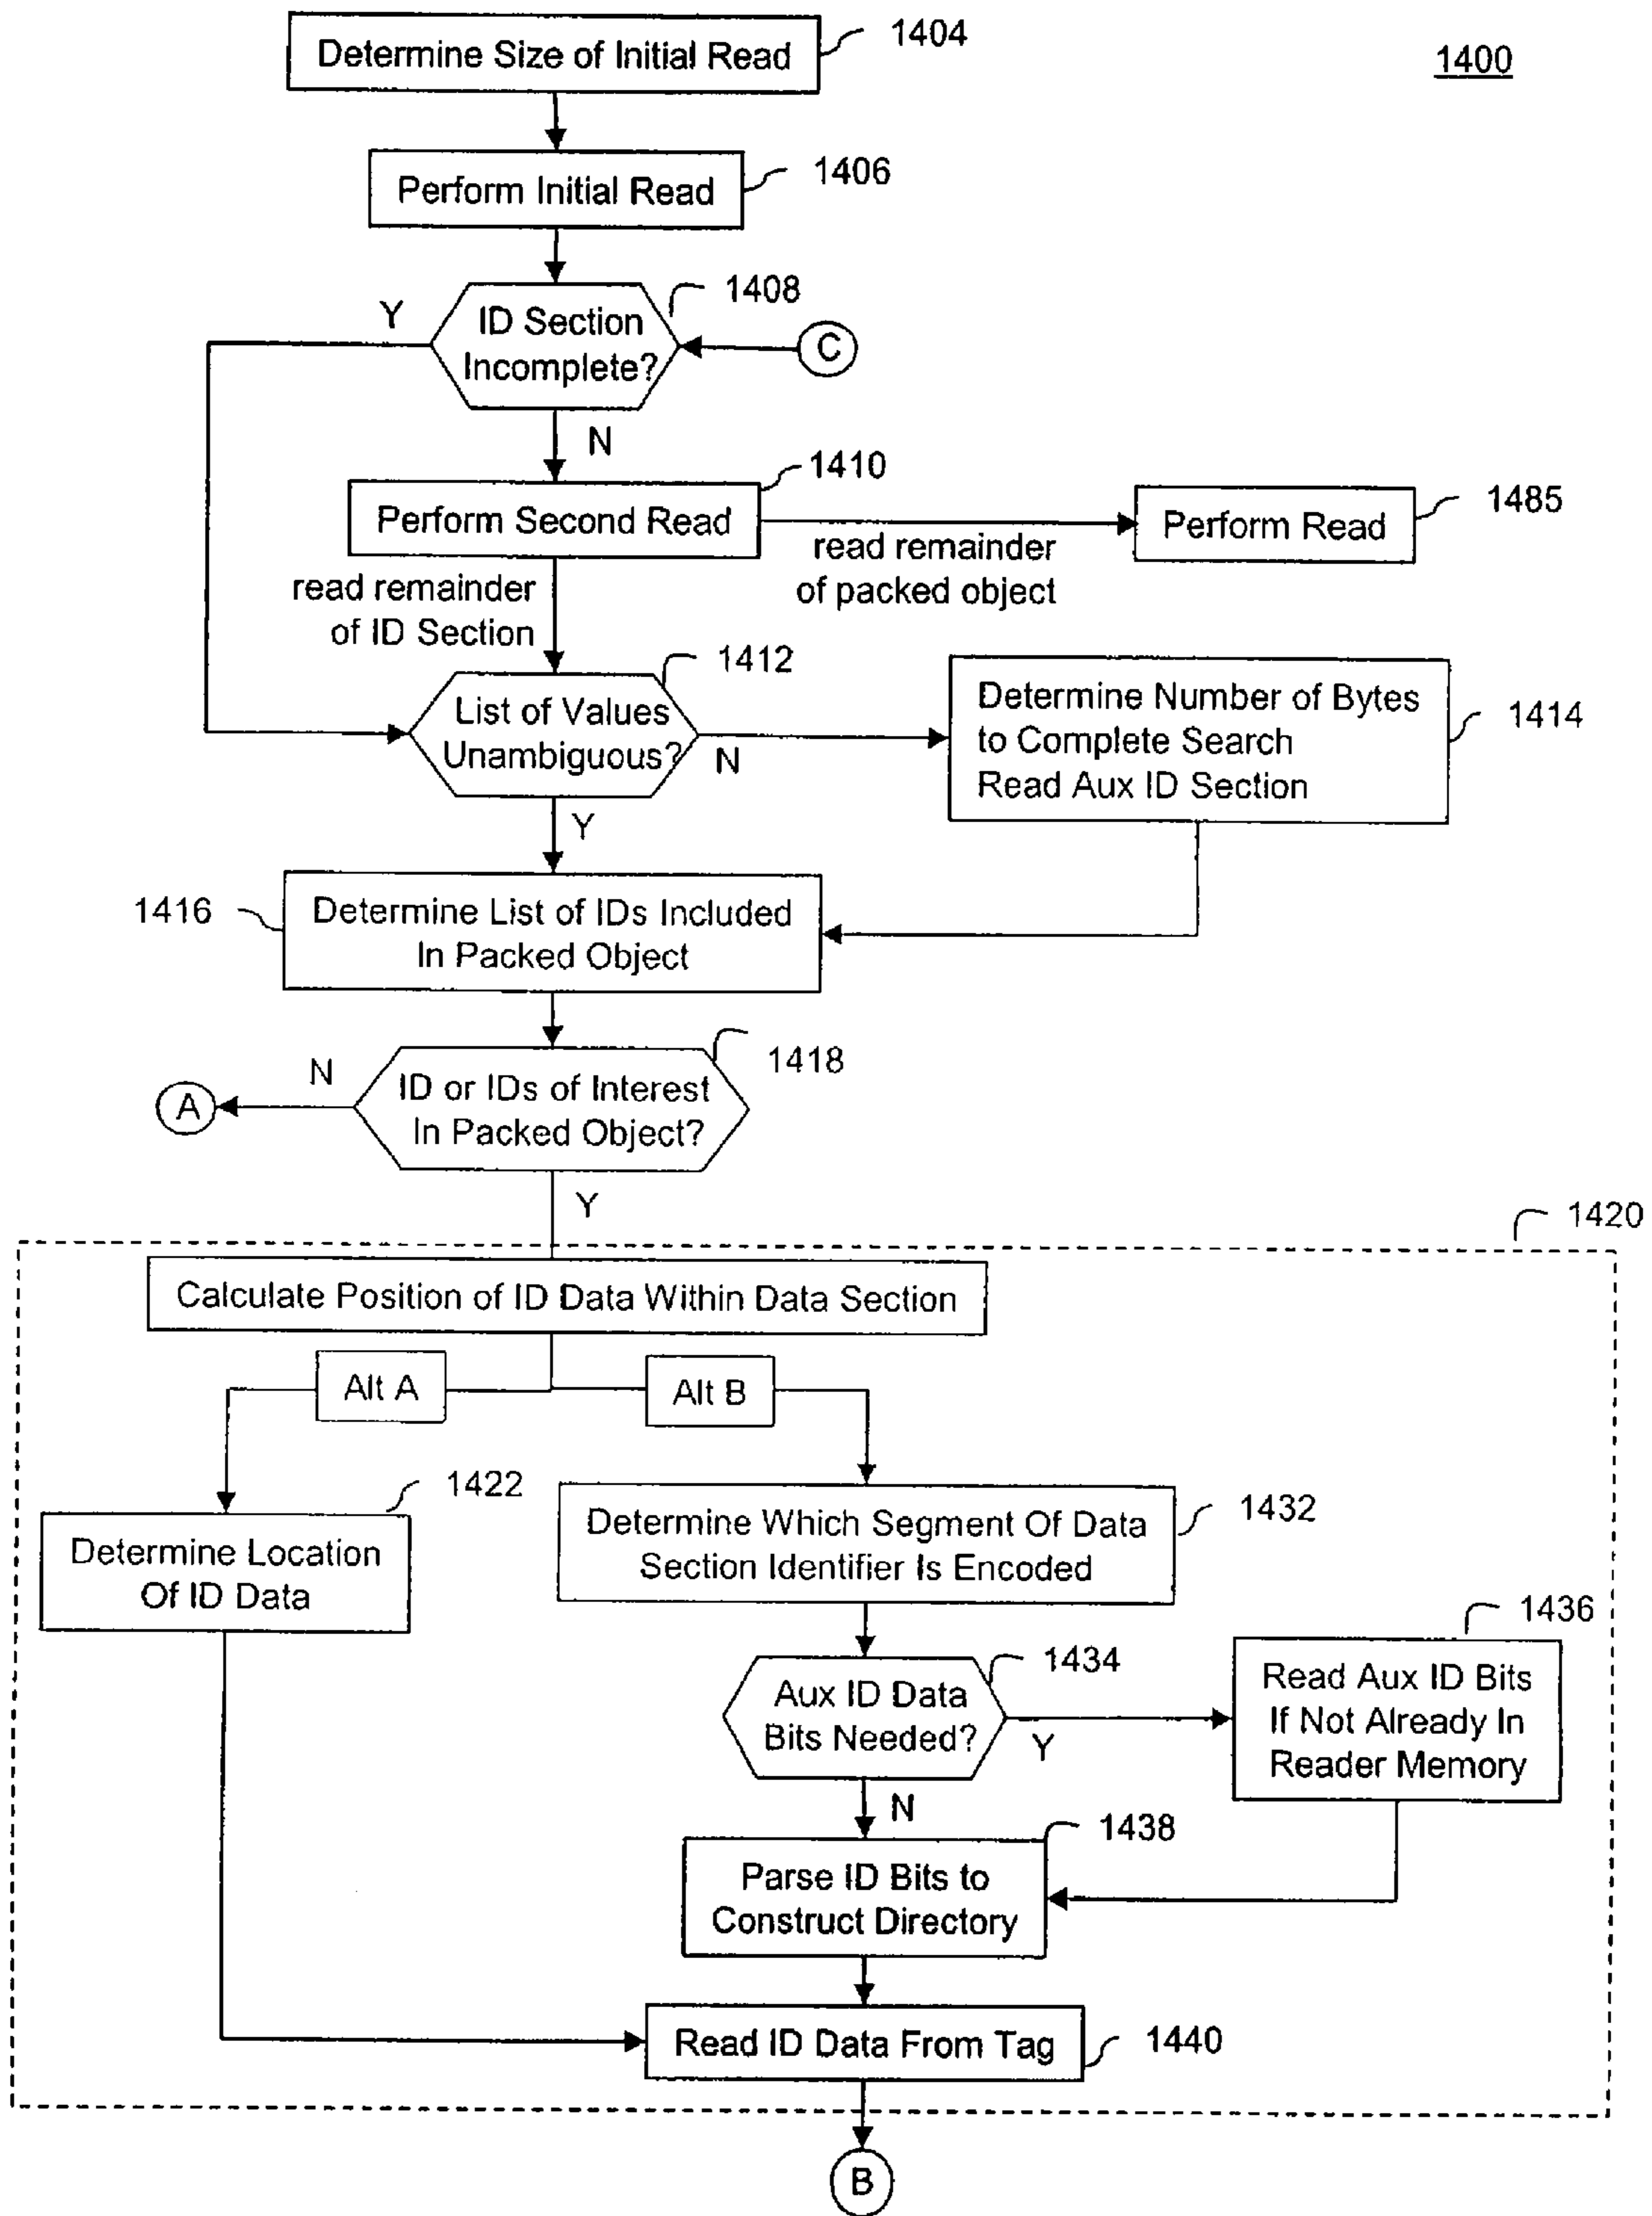 Determine Size of Initial Read
1404
1400
Perform Initial Read
1406
1408
Y
ID Section
Incomplete?
C
N
1410
Perform Second Read
Perform Read
1485
read remainder
of packed object
read remainder
of ID Section
1412
List of Values
Unambiguous?
N
Determine Number of Bytes
to Complete Search
Read Aux ID Section
1414
Y
1416
Determine List of IDs Included
In Packed Object
1418
N
A
ID or IDs of Interest
In Packed Object?
Y
1420
Calculate Position of ID Data Within Data Section
Alt A
Alt B
1422
Determine Location
Of ID Data
Determine Which Segment Of Data
Section Identifier Is Encoded
1432
1434
Aux ID Data
Bits Needed?
Y
1436
Read Aux ID Bits
If Not Already In
Reader Memory
N
1438
Parse ID Bits to
Construct Directory
Read ID Data From Tag
1440
B